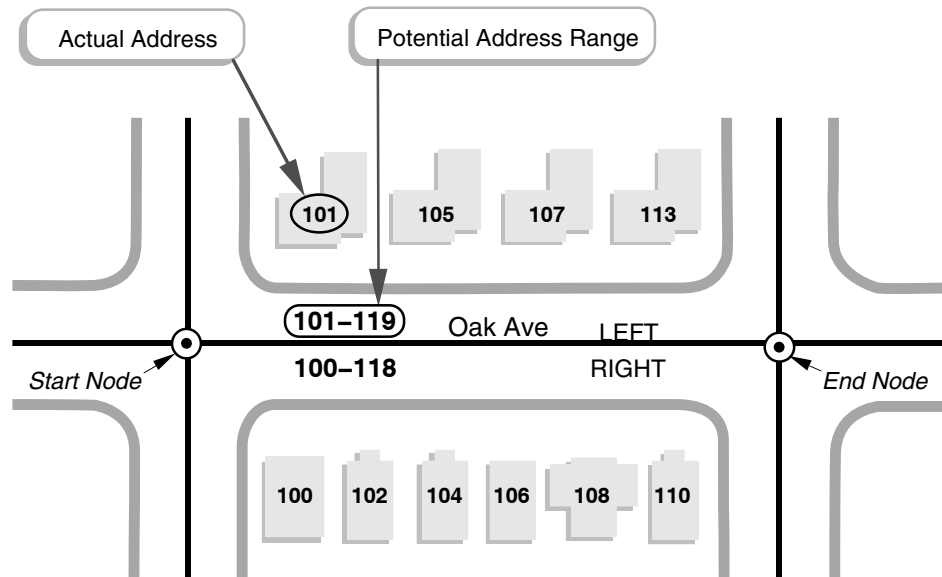 Actual Address
Potential Address Range
101
105
107
113
101–119
Oak Ave
LEFT
100–118
RIGHT
Start Node
End Node
100
102
104
106
108
110